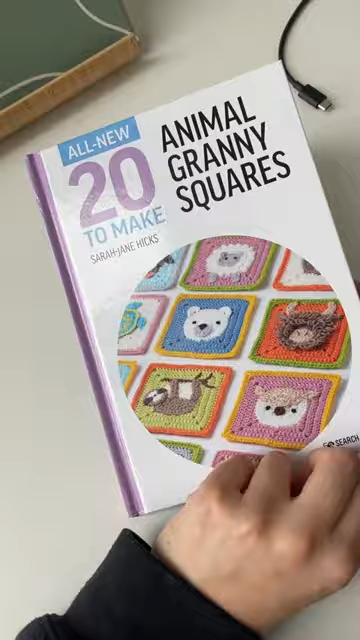 ALL-NEW
20
TO MAKE
SARAH-JANE HICKS
ANIMAL
GRANNY
SQUARES
SEARCH